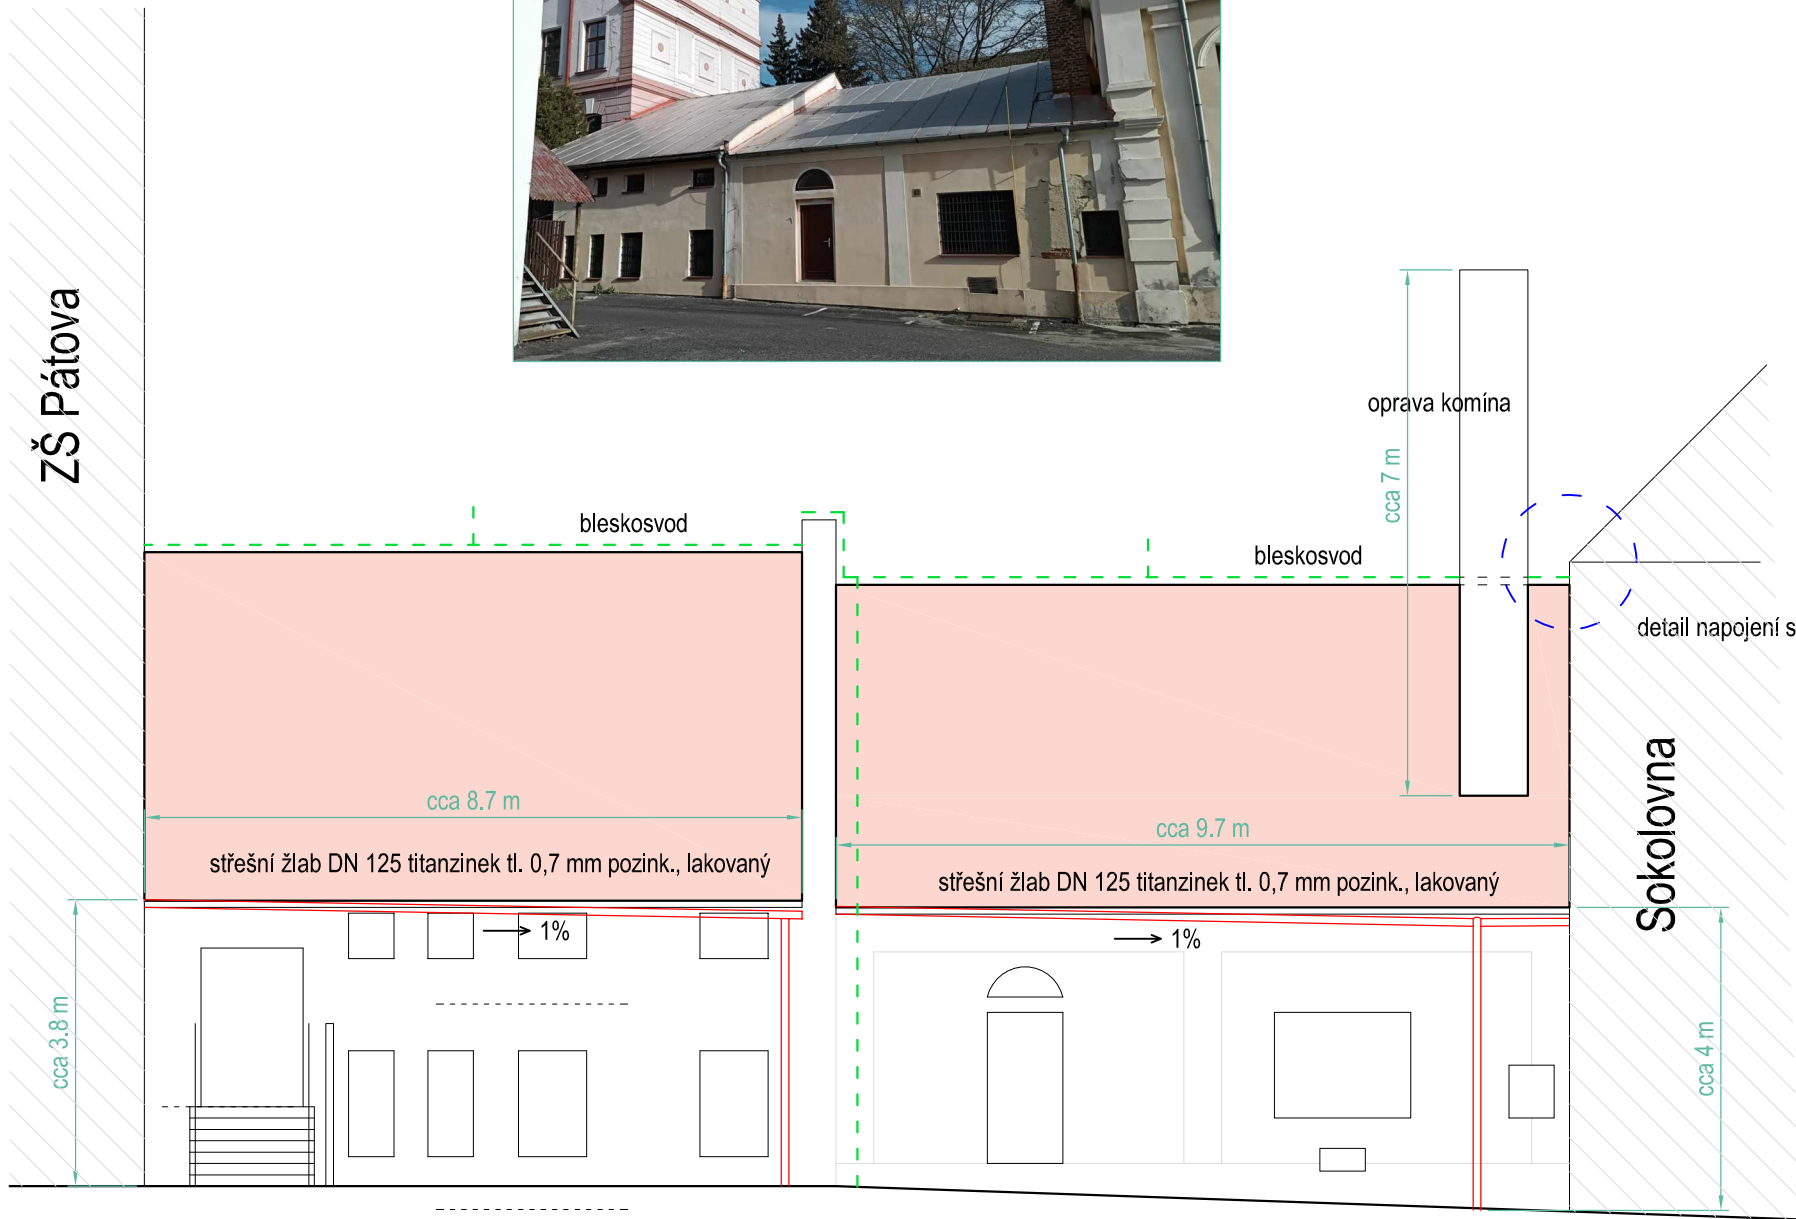 ZŠ Pátova
oprava komína
cca 7 m
bleskosvod
bleskosvod
detail napojení s
cca 8.7 m
cca 9.7 m
střešní žlab DN 125 titanzinek tl. 0,7 mm pozink., lakovaný
střešní žlab DN 125 titanzinek tl. 0,7 mm pozink., lakovaný
Sokolovna
1%
1%
cca 3.8 m
cca 4 m